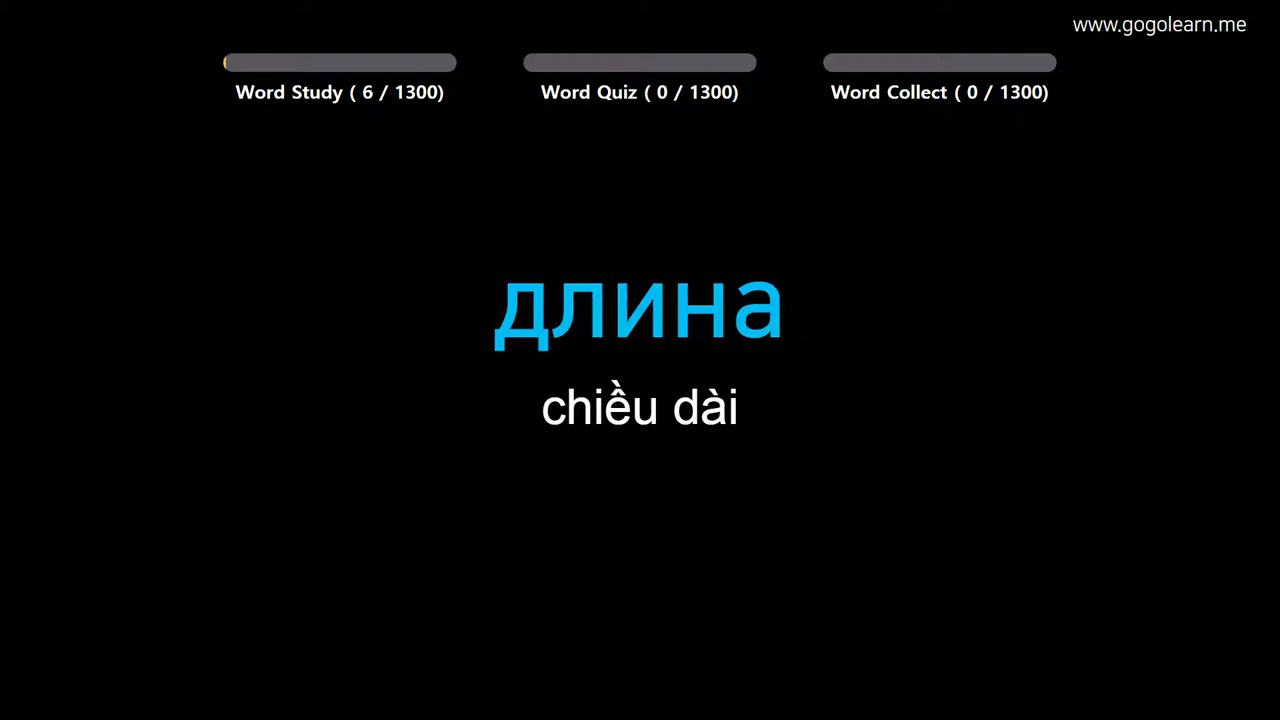 www.gogolearn.me
Word Study ( 6 / 1300)
Word Quiz ( 0 / 1300)
Word Collect ( 0 / 1300)
длина
chiều dài